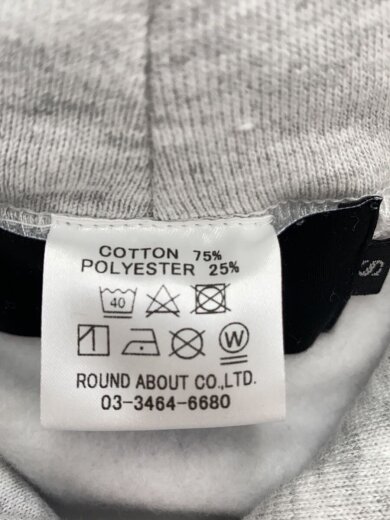 COTTON 75%
POLYESTER 25%
40
W
ROUND ABOUT CO.,LTD.
03-3464-6680
S